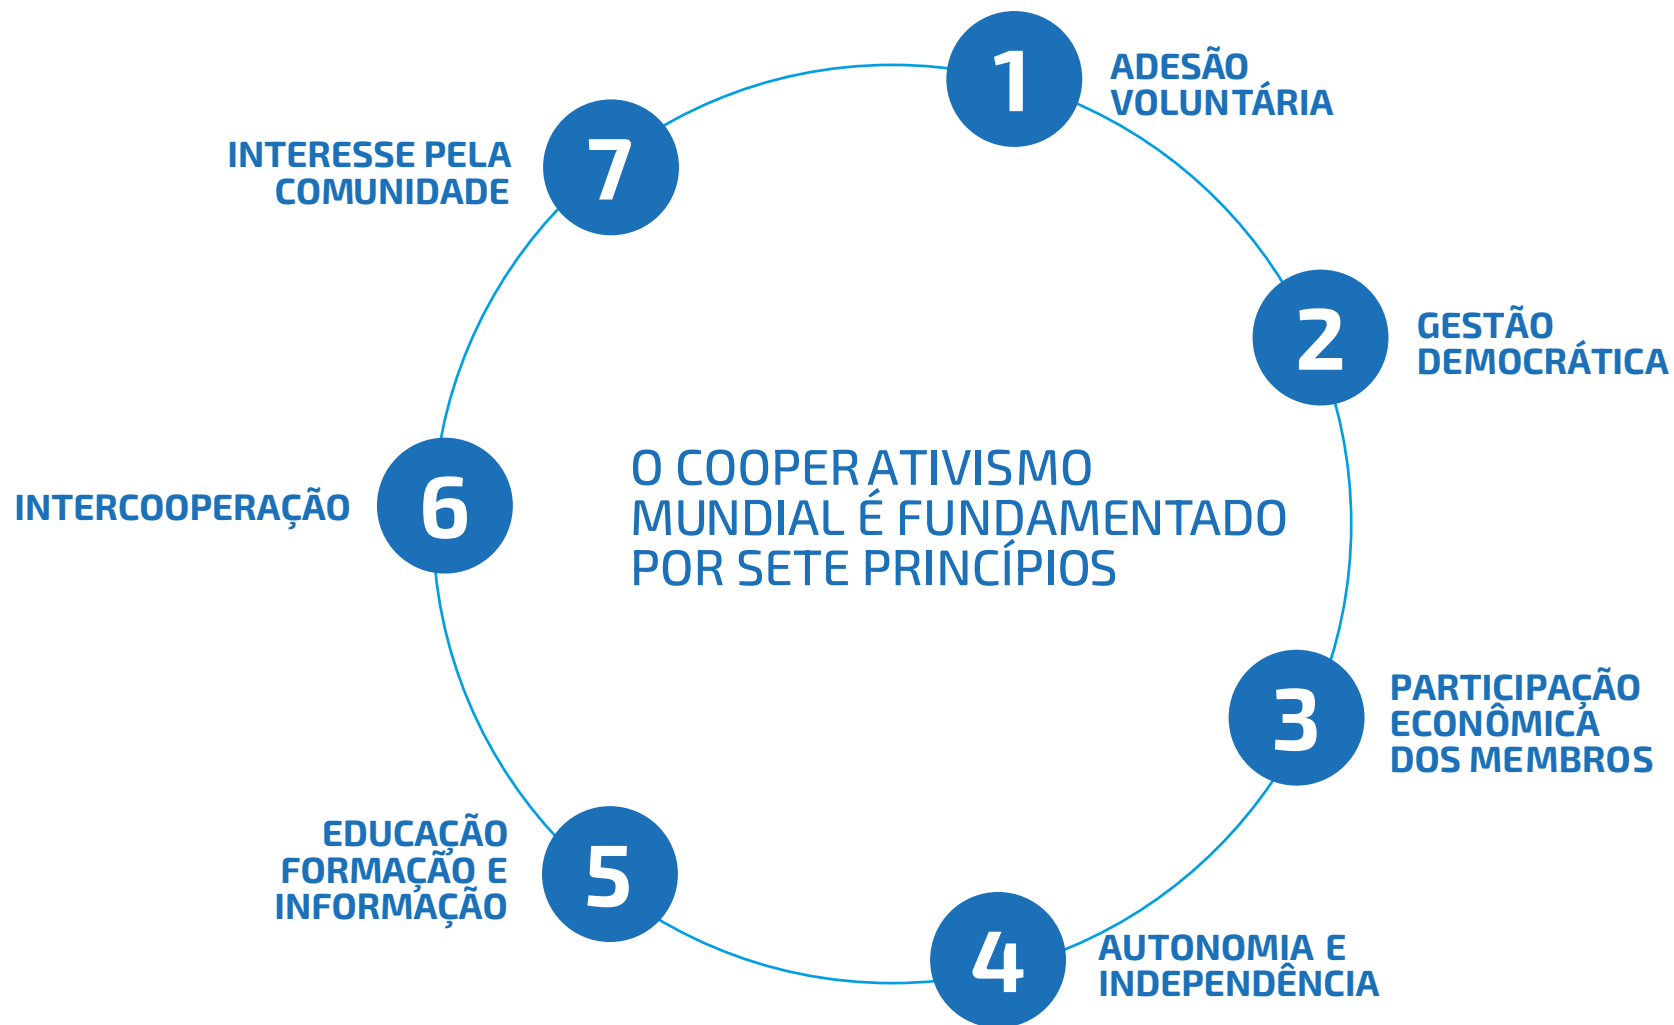 1
ADESÃO
VOLUNTÁRIA
2
GESTÃO
DEMOCRÁTICA
3
PARTICIPAÇÃO
ECONÔMICA
DOS MEMBROS
4
AUTONOMIA E
INDEPENDÊNCIA
5
EDUCAÇÃO
FORMAÇÃO E
INFORMAÇÃO
6
INTERCOOPERAÇÃO
7
INTERESSE PELA
COMUNIDADE
O COOPERATIVISMO
MUNDIAL É FUNDAMENTADO
POR SETE PRINCÍPIOS